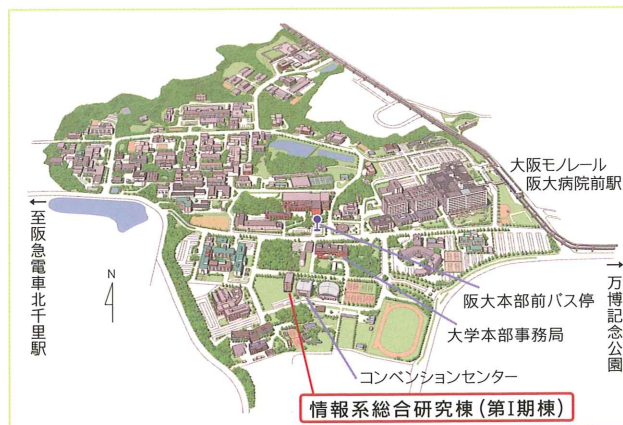 大阪モノレール
阪大病院前駅
←至阪急電車北千里駅
N
→万博記念公園
阪大本部前バス停
大学本部事務局
コンベンションセンター
情報系総合研究棟(第Ⅰ期棟)